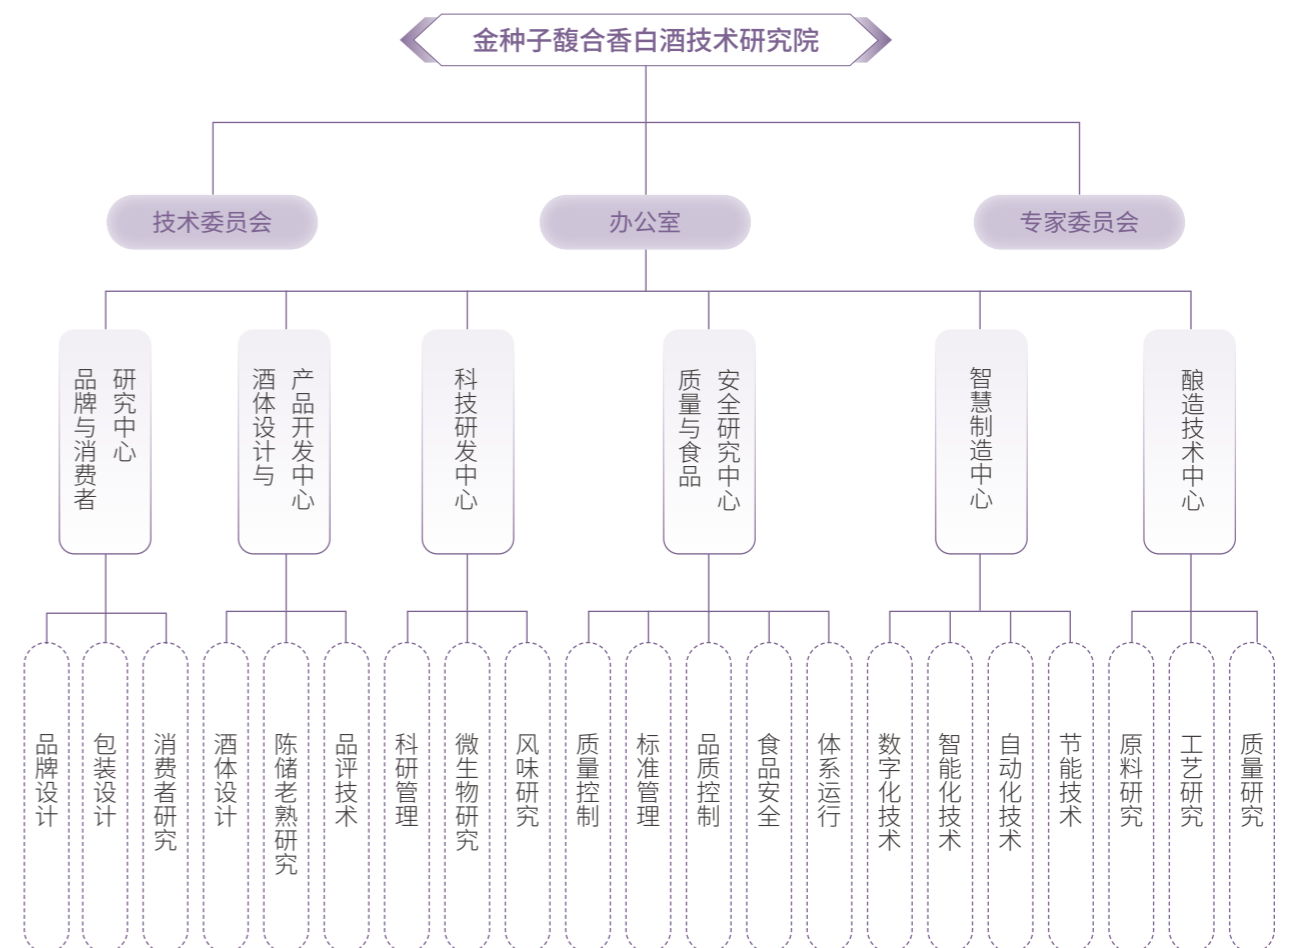 金种子馥合香白酒技术研究院
技术委员会
办公室
专家委员会
品牌与消费者
研究中心
酒体设计与
产品开发中心
科技研发中心
质量与食品
安全研究中心
智慧制造中心
酿造技术中心
品牌设计
包装设计
消费者研究
酒体设计
陈储老熟研究
品评技术
科研管理
微生物研究
风味研究
质量控制
标准管理
品质控制
食品安全
体系运行
数字化技术
智能化技术
自动化技术
节能技术
原料研究
工艺研究
质量研究